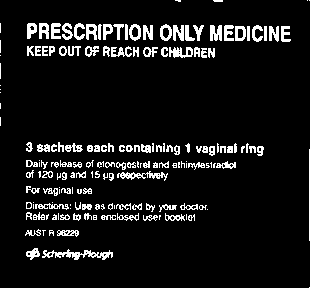 PRESCRIPTION ONLY MEDICINE
KEEP OUT OF REACH OF CHILDREN
3 sachets each containing 1 vaginal ring
Daily release of etonogestrel and ethinylestradiol
of 120 µg and 15 µg respectively
For vaginal use
Directions: Use as directed by your doctor.
Refer also to the enclosed user booklet
AUST R 98229
Schering-Plough